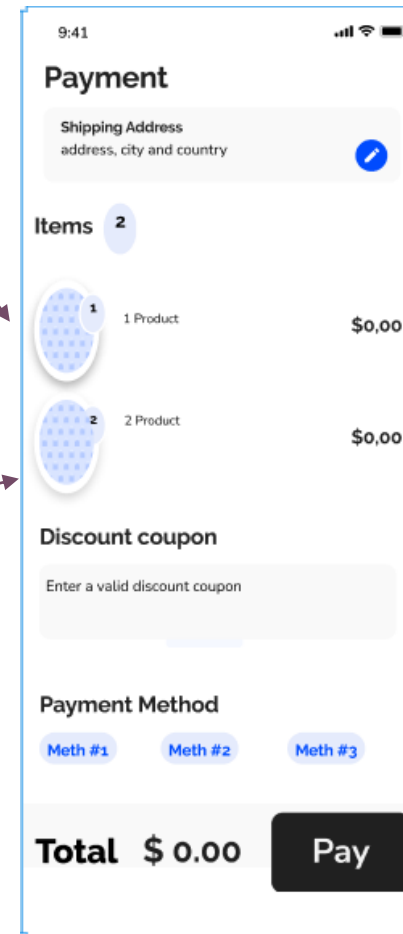 9:41
Payment
Shipping Address
address, city and country
Items 2
1
1 Product
$0,00
2
2 Product
$0,00
Discount coupon
Enter a valid discount coupon
Payment Method
Meth #1 Meth #2 Meth #3
Total $ 0.00 Pay